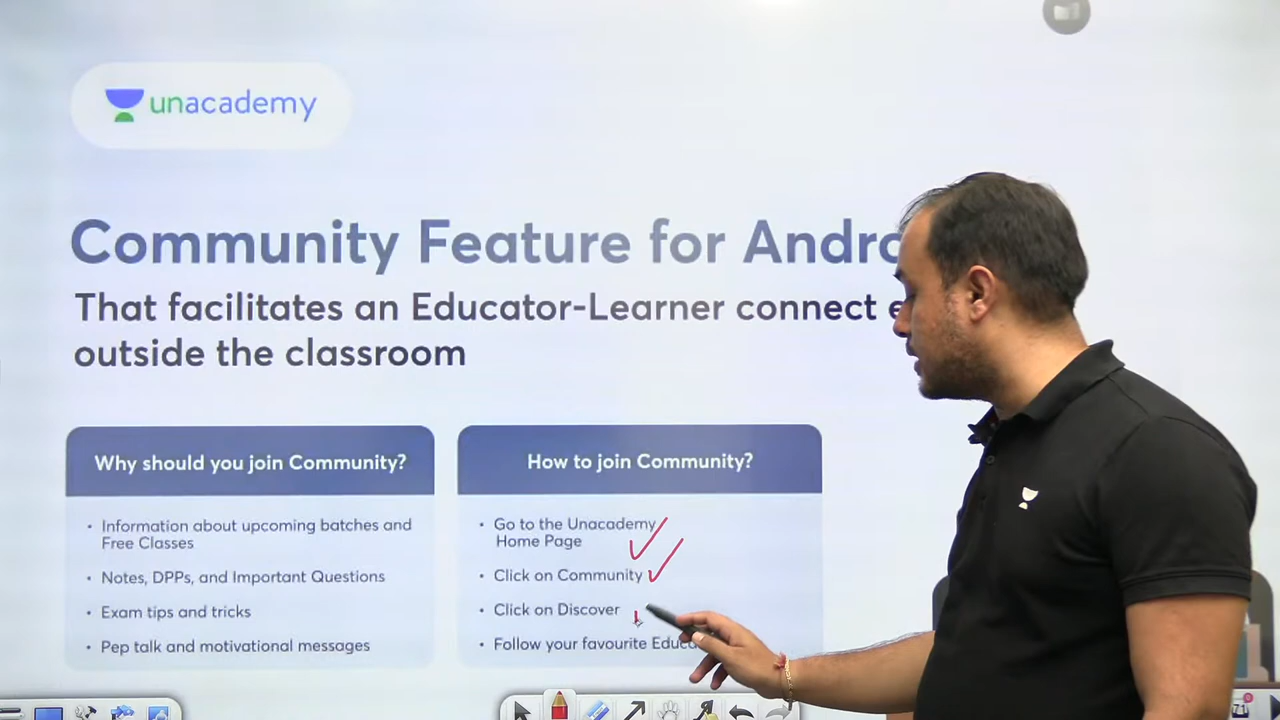 unacademy
Community Feature for Andro
That facilitates an Educator-Learner connect e
outside the classroom
Why should you join Community?
• Information about upcoming batches and
Free Classes
• Notes, DPPs, and Important Questions
• Exam tips and tricks
• Pep talk and motivational messages
How to join Community?
• Go to the Unacademy
Home Page
• Click on Community
• Click on Discover
• Follow your favourite Educa